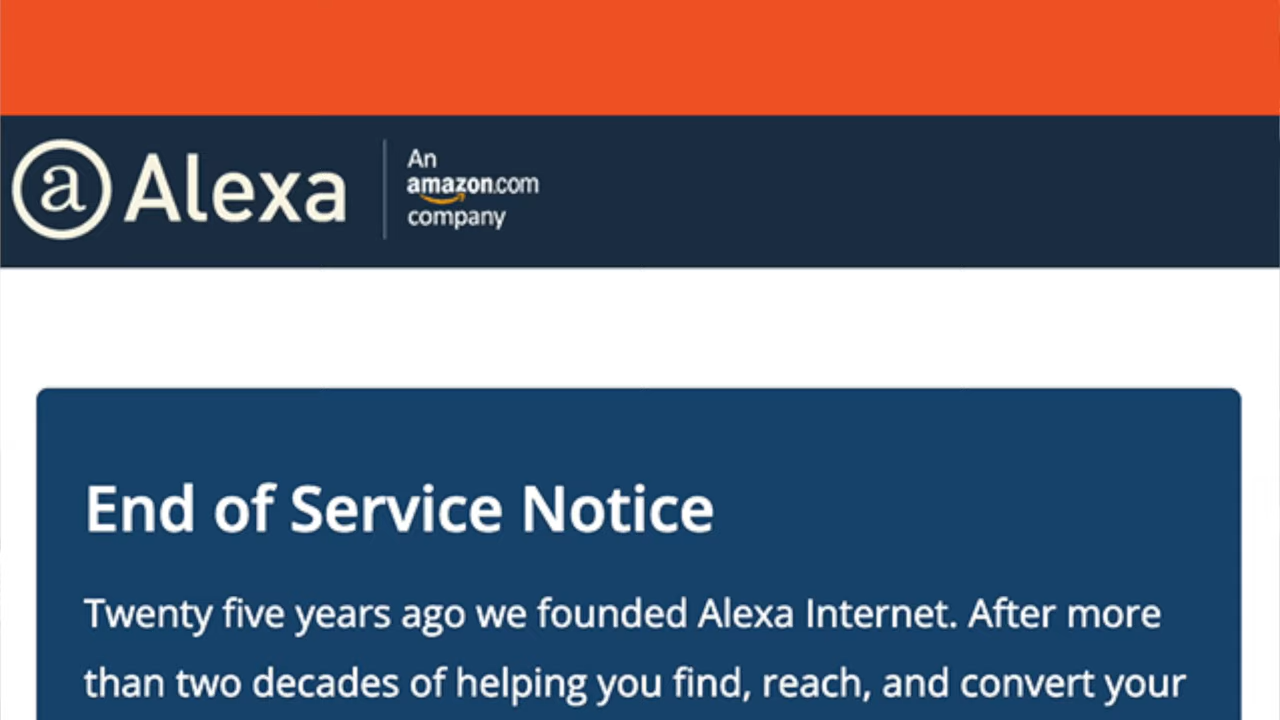 a Alexa
An
amazon.com
company
End of Service Notice
Twenty five years ago we founded Alexa Internet. After more
than two decades of helping you find, reach, and convert your